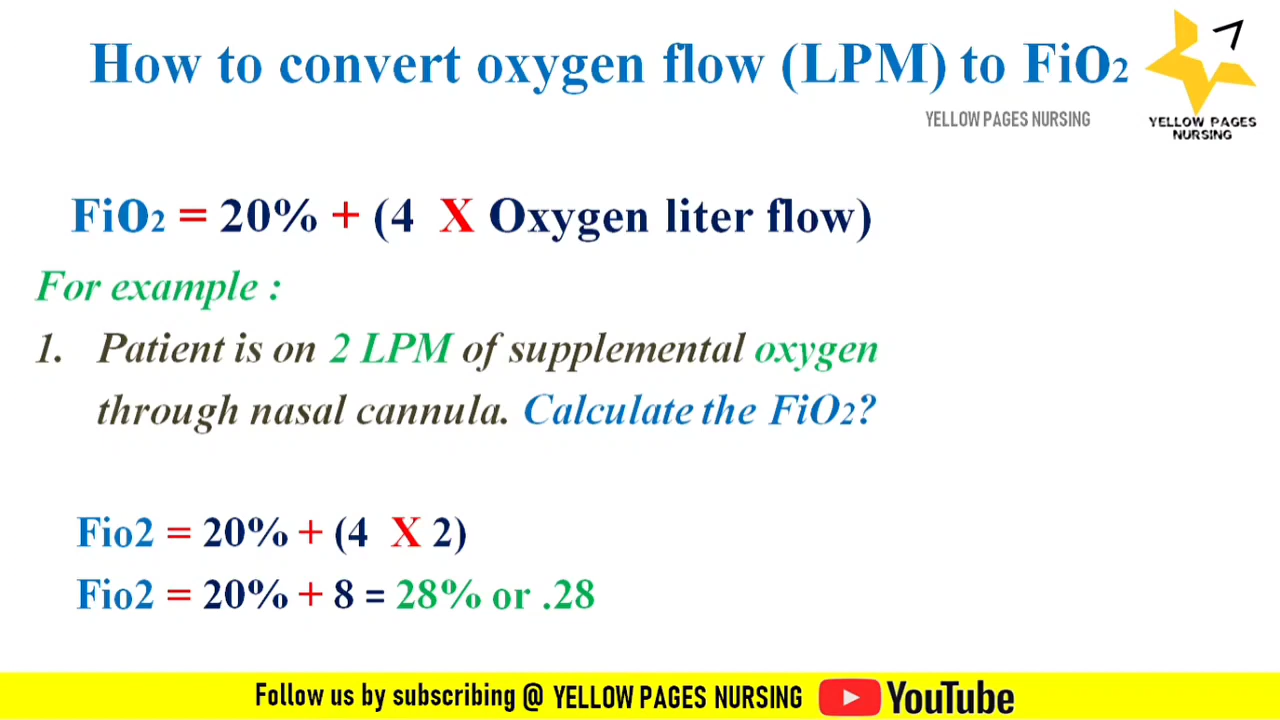 How to convert oxygen flow (LPM) to FiO₂
YELLOW PAGES NURSING
YELLOW PAGES
NURSING
FiO₂ = 20% + (4 X Oxygen liter flow)
For example :
1. Patient is on 2 LPM of supplemental oxygen
through nasal cannula. Calculate the FiO₂?
Fio2 = 20% + (4 X 2)
Fio2 = 20% + 8 = 28% or .28
Follow us by subscribing @ YELLOW PAGES NURSING YouTube